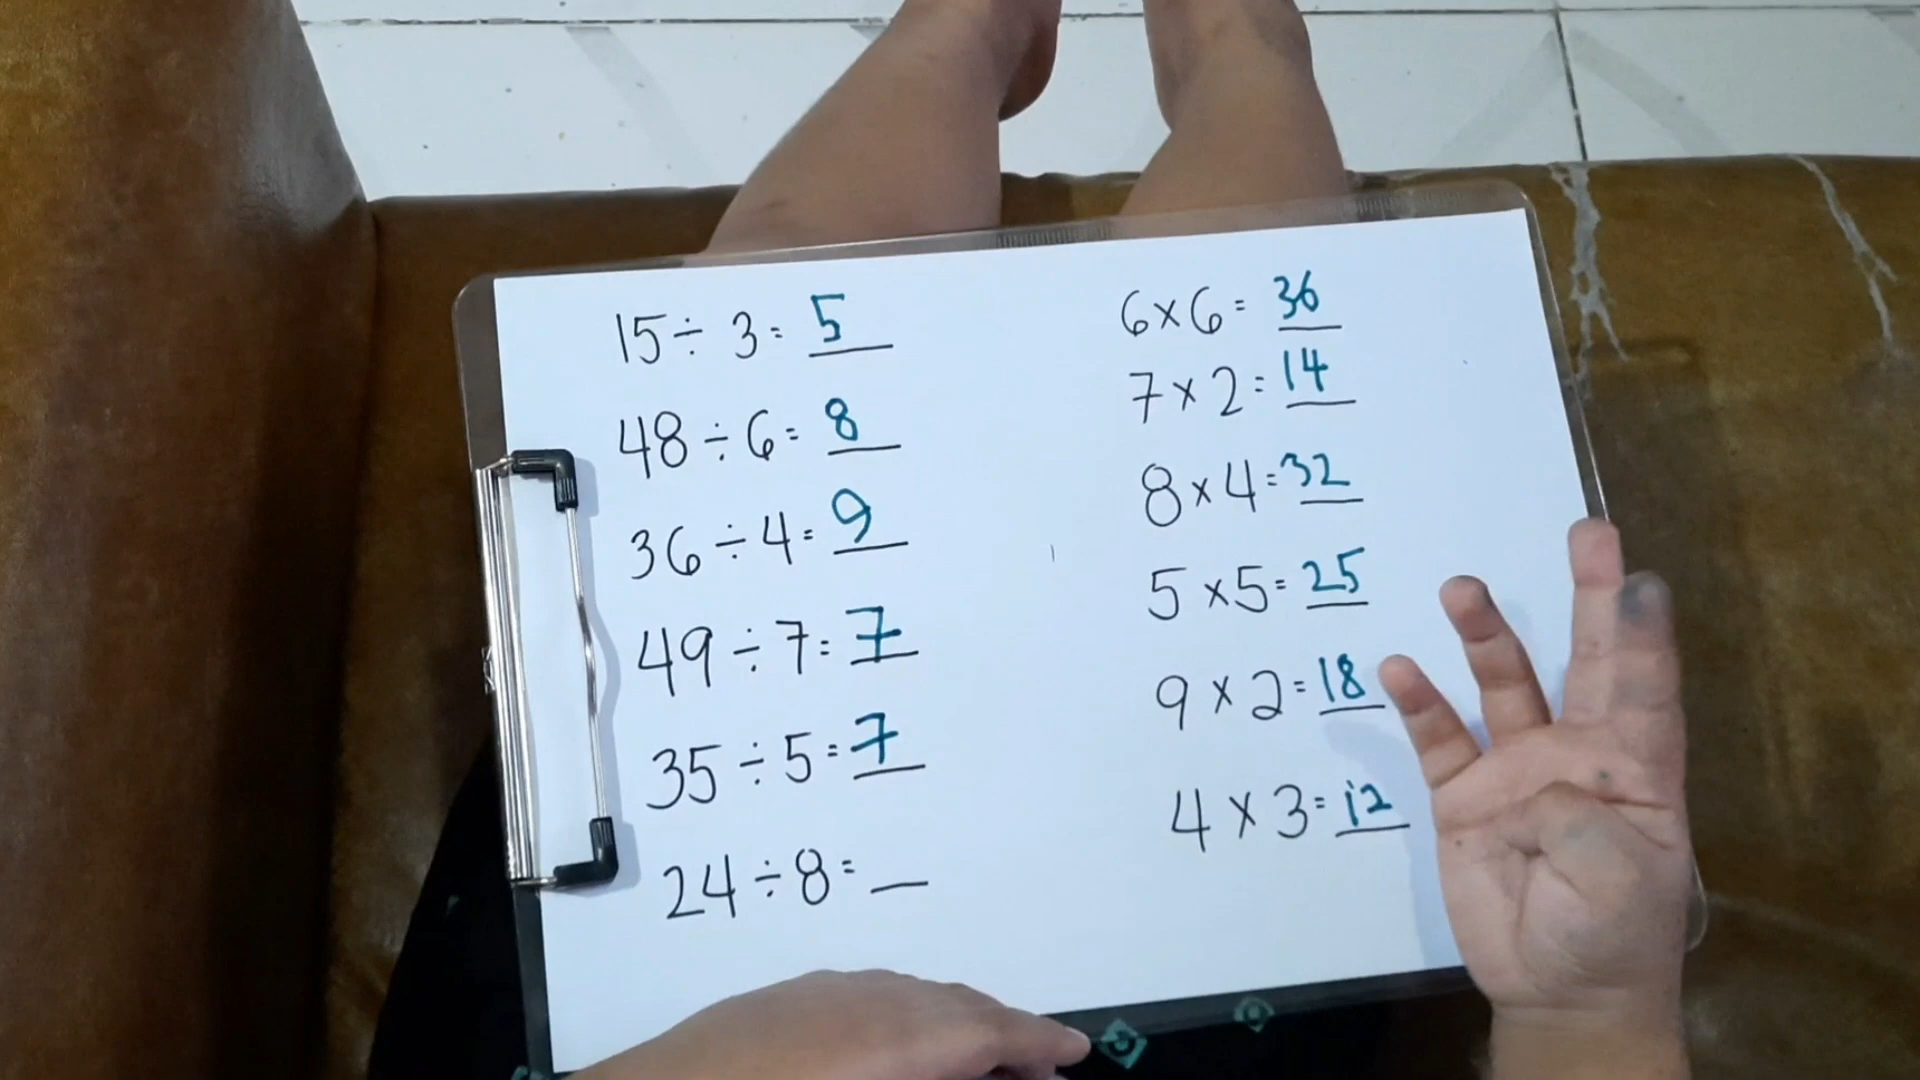 15 ÷ 3 = 5
48 ÷ 6 = 8
36 ÷ 4 = 9
49 ÷ 7 = 7
35 ÷ 5 = 7
24 ÷ 8 = __
6 x 6 = 36
7 x 2 = 14
8 x 4 = 32
5 x 5 = 25
9 x 2 = 18
4 x 3 = 12